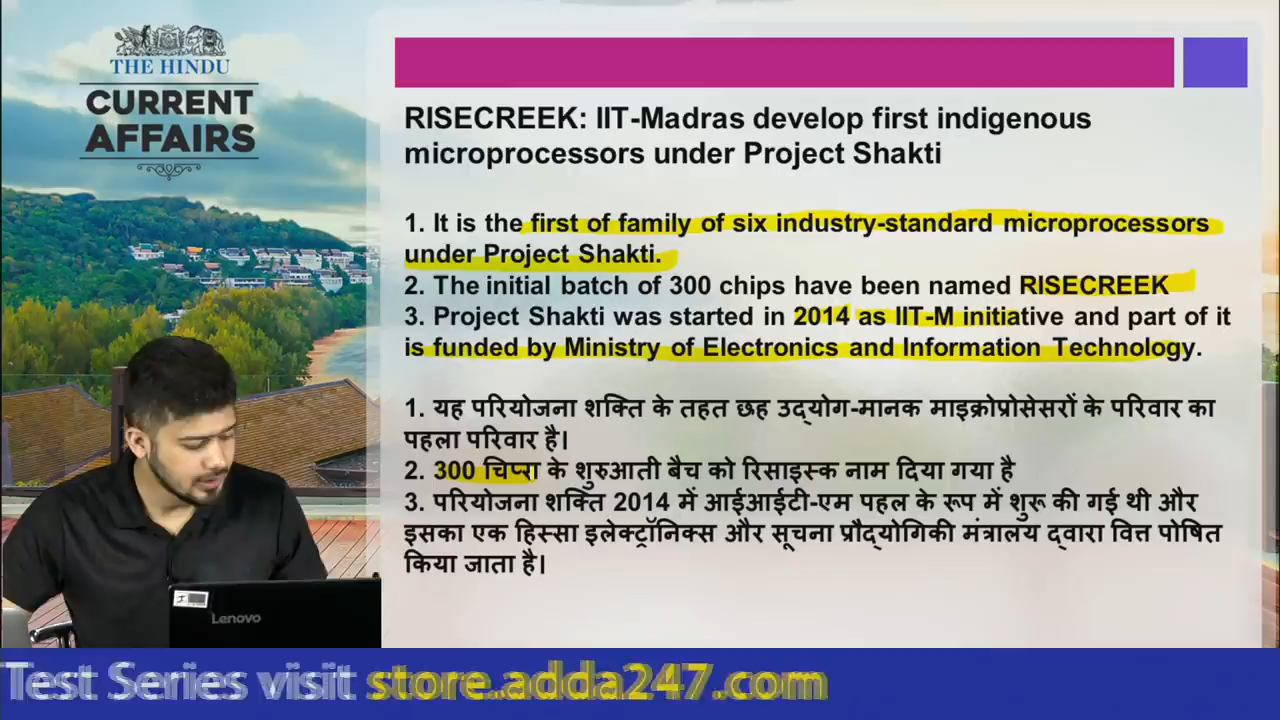 THE HINDU
CURRENT
AFFAIRS
RISECREEK: IIT-Madras develop first indigenous
microprocessors under Project Shakti
1. It is the first of family of six industry-standard microprocessors
under Project Shakti.
2. The initial batch of 300 chips have been named RISECREEK
3. Project Shakti was started in 2014 as IIT-M initiative and part of it
is funded by Ministry of Electronics and Information Technology.
1. यह परियोजना शक्ति के तहत छह उद्योग-मानक माइक्रोप्रोसेसरों के परिवार का
पहला परिवार है।
2. 300 चिप्रा के शुरुआती बैच को रिसाइस्क नाम दिया गया है
3. परियोजना शक्ति 2014 में आईआईटी-एम पहल के रूप में शुरू की गई थी और
इसका एक हिस्सा इलेक्ट्रॉनिक्स और सूचना प्रौद्योगिकी मंत्रालय द्वारा वित्त पोषित
किया जाता है।
Lenovo
Test Series visit store.adda247.com